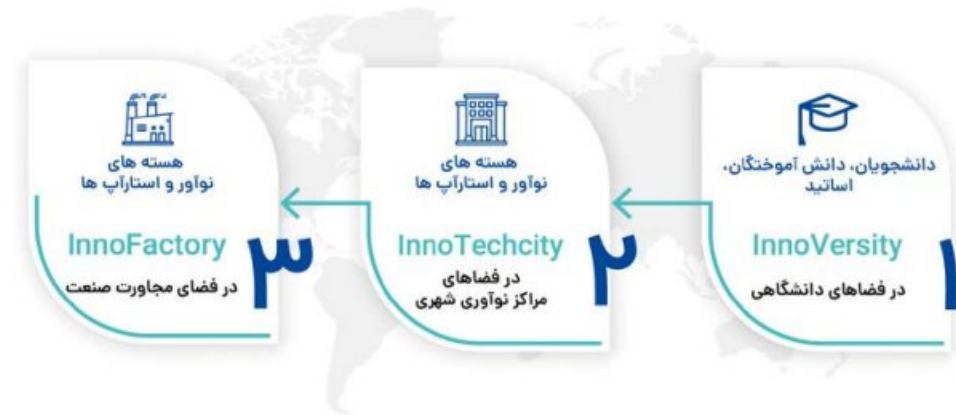 دانشجویان، دانش آموختگان،
اساتید
InnoVersity
۱
در فضاهای دانشگاهی
هسته های
نوآور و استارآپ ها
InnoTechcity
۲
در فضاهای
مراکز نوآوری شهری
هسته های
نوآور و استارآپ ها
InnoFactory
۳
در فضای مجاورت صنعت